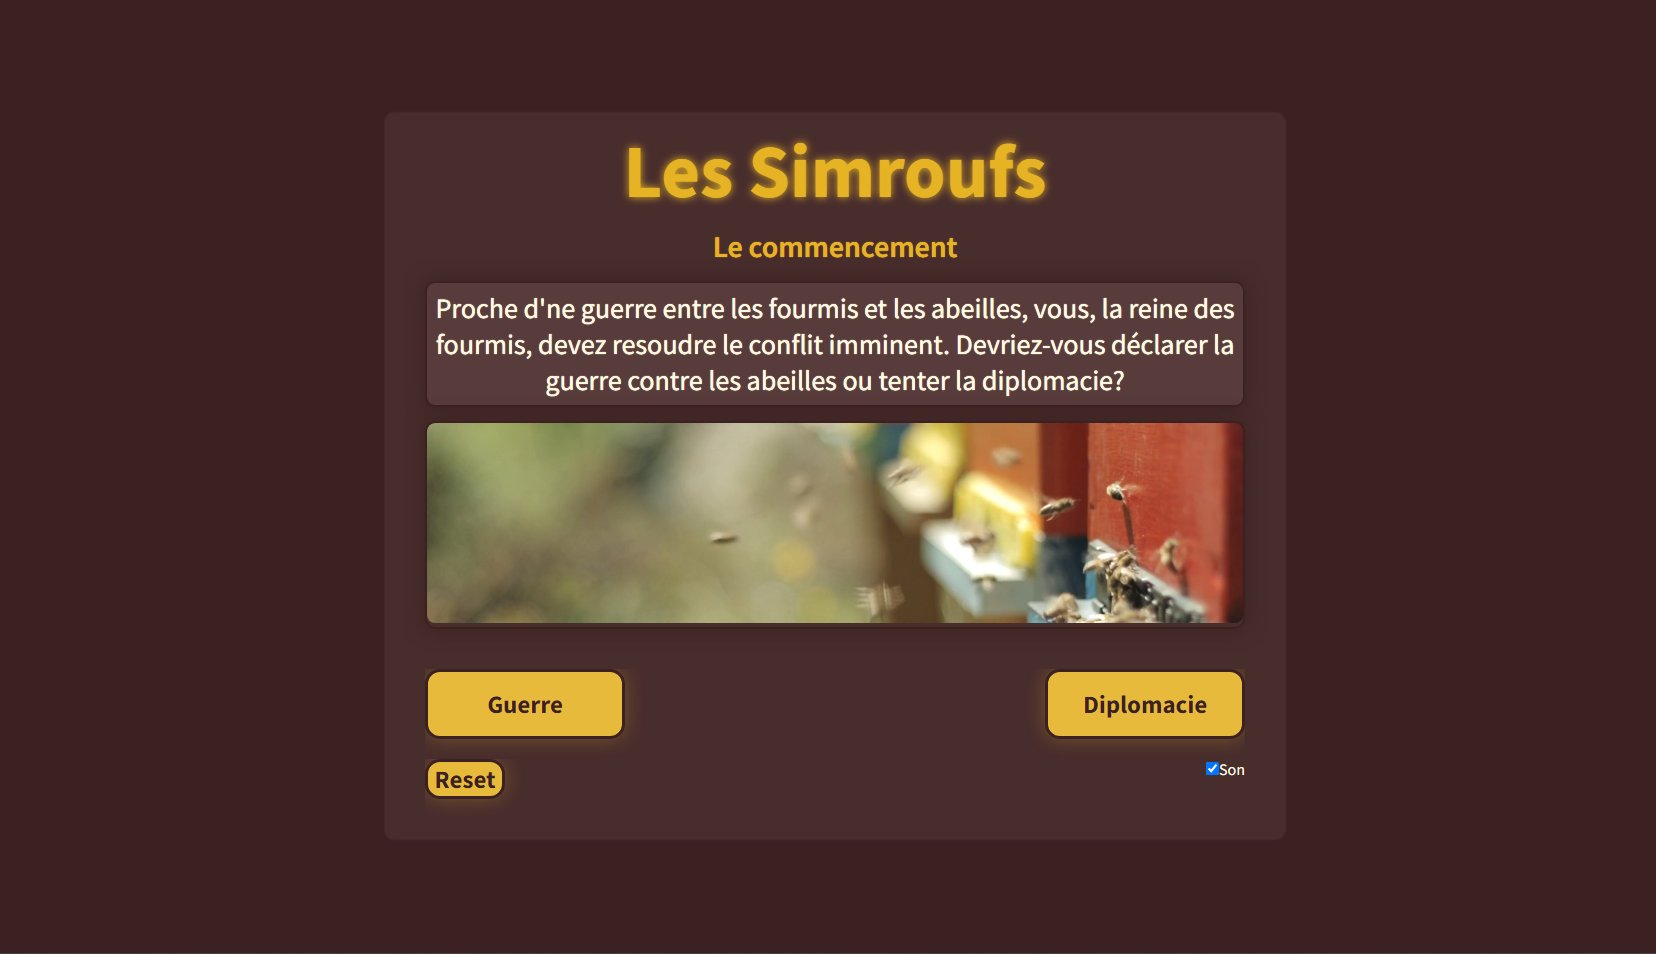 Les Simroufs
Le commencement
Proche d'ne guerre entre les fourmis et les abeilles, vous, la reine des
fourmis, devez resoudre le conflit imminent. Devriez-vous déclarer la
guerre contre les abeilles ou tenter la diplomacie?
Guerre
Diplomacie
Reset
Son